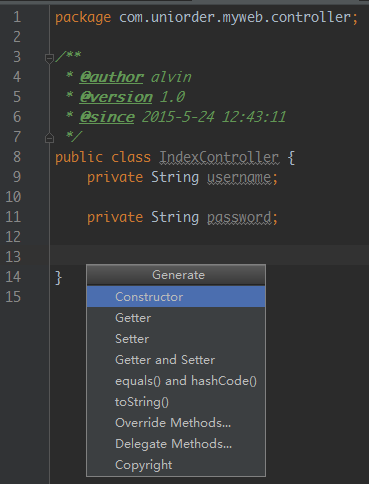 1 package com.uniorder.myweb.controller;
2
3 /**
4 * @author alvin
5 * @version 1.0
6 * @since 2015-5-24 12:43:11
7 */
8 public class IndexController {
9 private String username;
10
11 private String password;
12
13
14 }
15
Generate
Constructor
Getter
Setter
Getter and Setter
equals() and hashCode()
toString()
Override Methods...
Delegate Methods...
Copyright